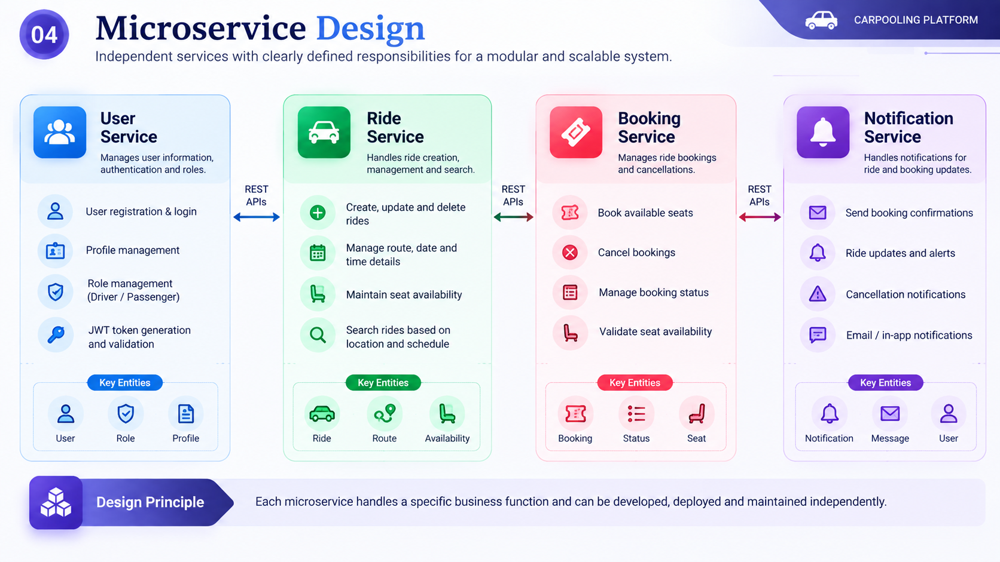 04
Microservice Design
Independent services with clearly defined responsibilities for a modular and scalable system.
CARPOOLING PLATFORM
User
Service
Manages user information,
authentication and roles.
User registration & login
Profile management
Role management
(Driver / Passenger)
JWT token generation
and validation
Key Entities
User
Role
Profile
REST
APIs
Ride
Service
Handles ride creation,
management and search.
Create, update and delete
rides
Manage route, date and
time details
Maintain seat availability
Search rides based on
location and schedule
Key Entities
Ride
Route
Availability
REST
APIs
Booking
Service
Manages ride bookings
and cancellations.
Book available seats
Cancel bookings
Manage booking status
Validate seat availability
Key Entities
Booking
Status
Seat
REST
APIs
Notification
Service
Handles notifications for
ride and booking updates.
Send booking confirmations
Ride updates and alerts
Cancellation notifications
Email / in-app notifications
Key Entities
Notification
Message
User
Design Principle
Each microservice handles a specific business function and can be developed, deployed and maintained independently.